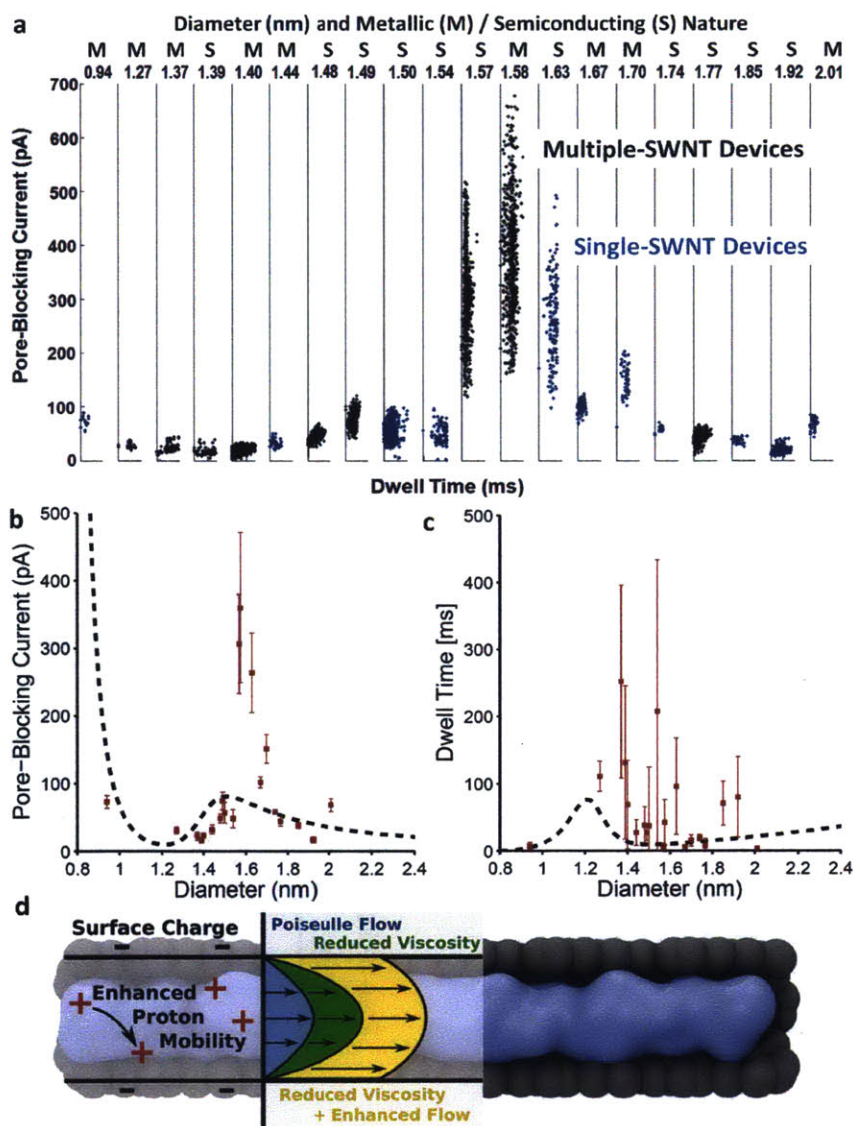 a
Diameter (nm) and Metallic (M) / Semiconducting (S) Nature
M M M S M M S S S S S M S M M S S S S M
0.94 1.27 1.37 1.39 1.40 1.44 1.48 1.49 1.50 1.54 1.57 1.58 1.63 1.67 1.70 1.74 1.77 1.85 1.92 2.01
Pore-Blocking Current (pA)
700
600
500
400
300
200
100
0
Multiple-SWNT Devices
Single-SWNT Devices
Dwell Time (ms)
b
Pore-Blocking Current (pA)
500
400
300
200
100
0
0.8 1 1.2 1.4 1.6 1.8 2 2.2 2.4
Diameter (nm)
c
Dwell Time [ms]
500
400
300
200
100
0
0.8 1 1.2 1.4 1.6 1.8 2 2.2 2.4
Diameter (nm)
d
Surface Charge
Enhanced
Proton
Mobility
Poiseulle Flow
Reduced Viscosity
Reduced Viscosity
+ Enhanced Flow